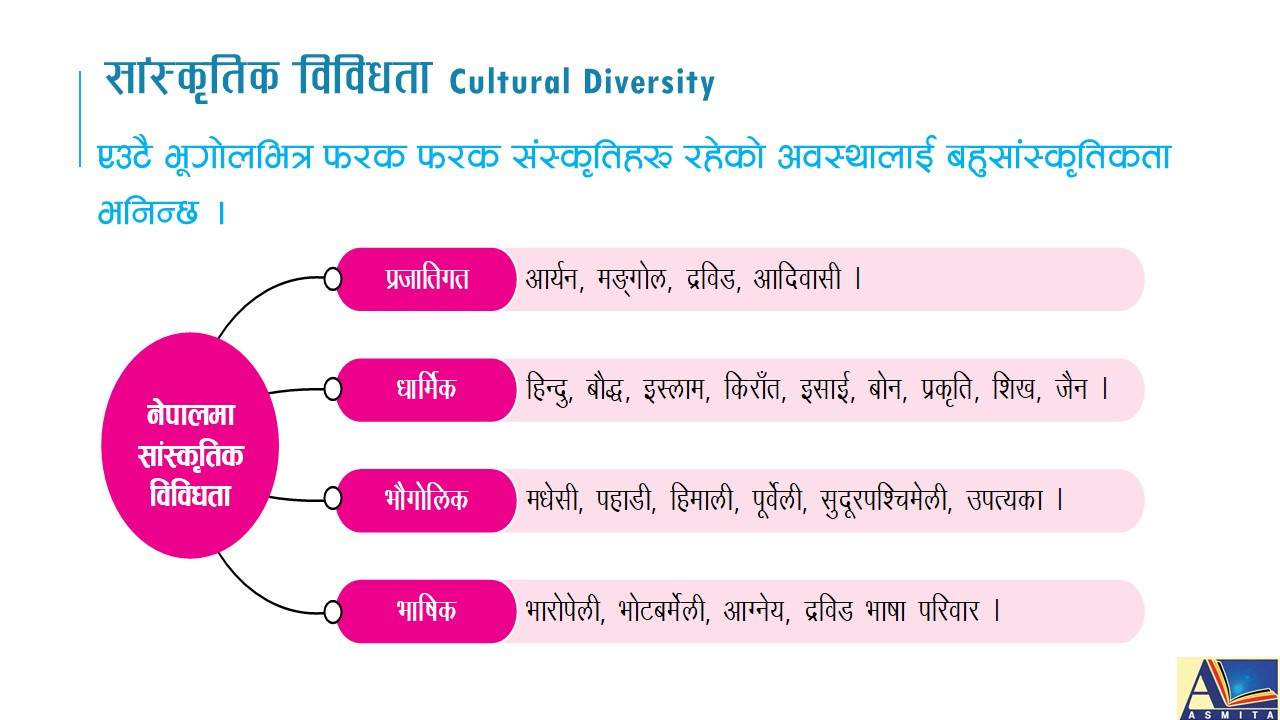 सांस्कृतिक विविधता Cultural Diversity
एउटै भूगोलभित्र फरक फरक संस्कृतिहरु रहेको अवस्थालाई बहुसांस्कृतिकता
भनिन्छ ।
प्रजातिगत आर्यन, मङ्गोल, द्रविड, आदिवासी ।
धार्मिक हिन्दु, बौद्ध, इस्लाम, किराँत, इसाई, बोन, प्रकृति, शिख, जैन ।
नेपालमा
सांस्कृतिक
विविधता
भौगोलिक मधेसी, पहाडी, हिमाली, पूर्वेली, सुदूरपश्चिमेली, उपत्यका ।
भाषिक भारोपेली, भोटबर्मेली, आग्नेय, द्रविड भाषा परिवार ।
ASMITA